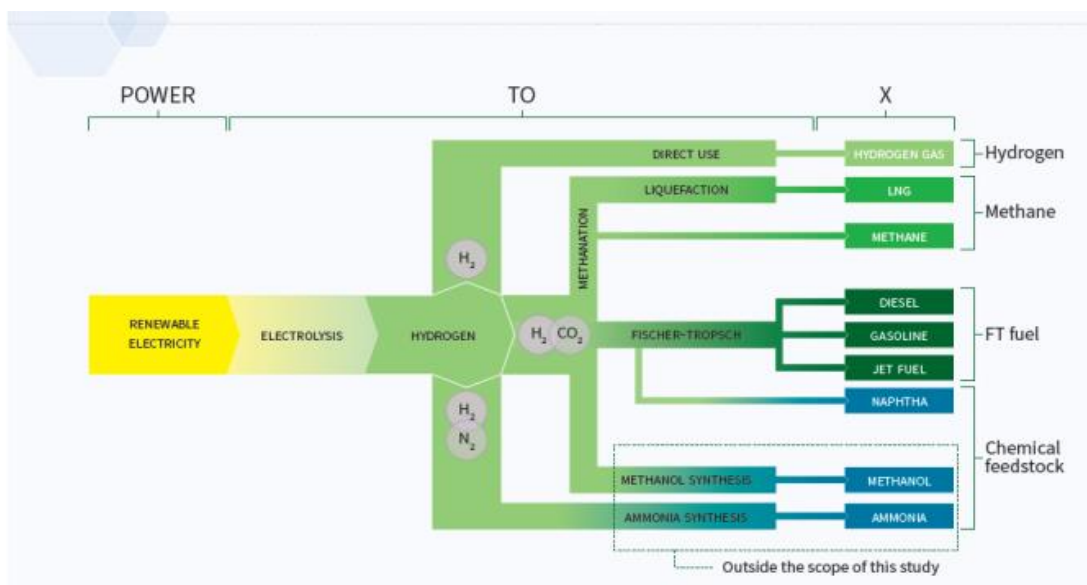 POWER
TO
X
DIRECT USE
HYDROGEN GAS
Hydrogen
LIQUEFACTION
LNG
METHANATION
METHANE
Methane
H₂
RENEWABLE
ELECTRICITY
ELECTROLYSIS
HYDROGEN
H₂
CO₂
FISCHER-TROPSCH
DIESEL
GASOLINE
JET FUEL
FT fuel
NAPHTHA
H₂
N₂
Chemical
feedstock
METHANOL SYNTHESIS
METHANOL
AMMONIA SYNTHESIS
AMMONIA
Outside the scope of this study